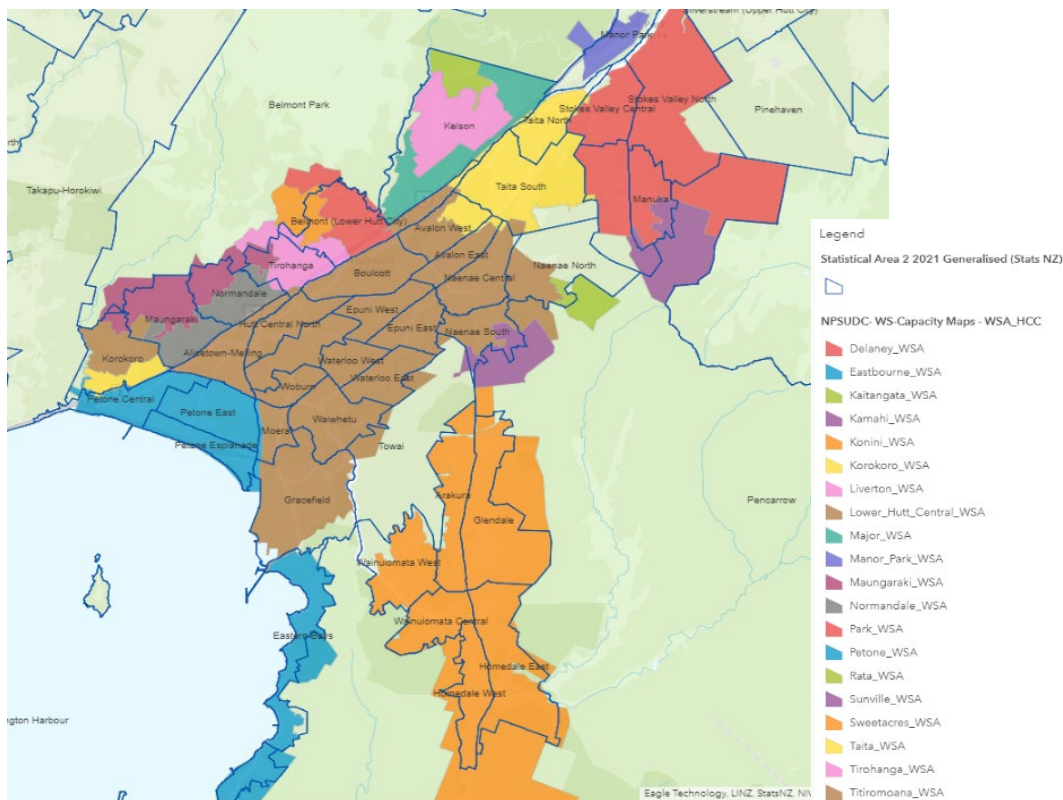 Silverstream (Upper Hutt City)
Manor Park
Belmont Park
Stokes Valley North
Stokes Valley Central
Pinehaven
Kelson
Taita North
Takapu-Horokiwi
Taita South
Manuka
Belmont (Lower Hutt City)
Avalon West
Boulcott
Avalon East
Tirohanga
Naenae Central
Naenae North
Normandale
Epuni West
Maungaraki
Hutt Central North
Epuni East
Naenae South
Korokoro
Alicetown-Melling
Waterloo West
Waterloo East
Woburn
Petone Central
Petone East
Waiwhetu
Moera
Petone Esplanade
Towai
Gracefield
Arakura
Glendale
Pencarrow
Wainuiomata West
Wainuiomata Central
Eastern Bays
Homedale East
Homedale West
ngton Harbour
Eagle Technology, LINZ, StatsNZ, NIV
Legend
Statistical Area 2 2021 Generalised (Stats NZ)
NPSUDC- WS-Capacity Maps - WSA_HCC
Delaney_WSA
Eastbourne_WSA
Kaitangata_WSA
Kamahi_WSA
Konini_WSA
Korokoro_WSA
Liverton_WSA
Lower_Hutt_Central_WSA
Major_WSA
Manor_Park_WSA
Maungaraki_WSA
Normandale_WSA
Park_WSA
Petone_WSA
Rata_WSA
Sunville_WSA
Sweetacres_WSA
Taita_WSA
Tirohanga_WSA
Titiromoana_WSA